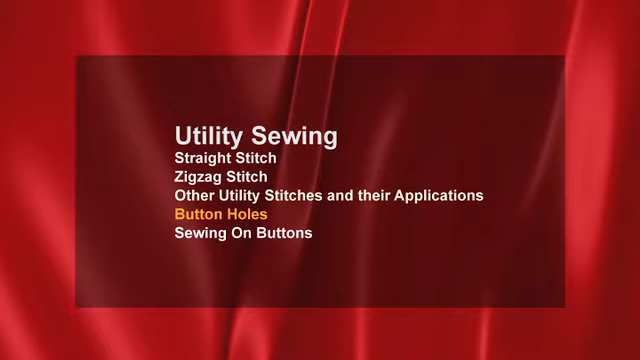 Utility Sewing
Straight Stitch
Zigzag Stitch
Other Utility Stitches and their Applications
Button Holes
Sewing On Buttons